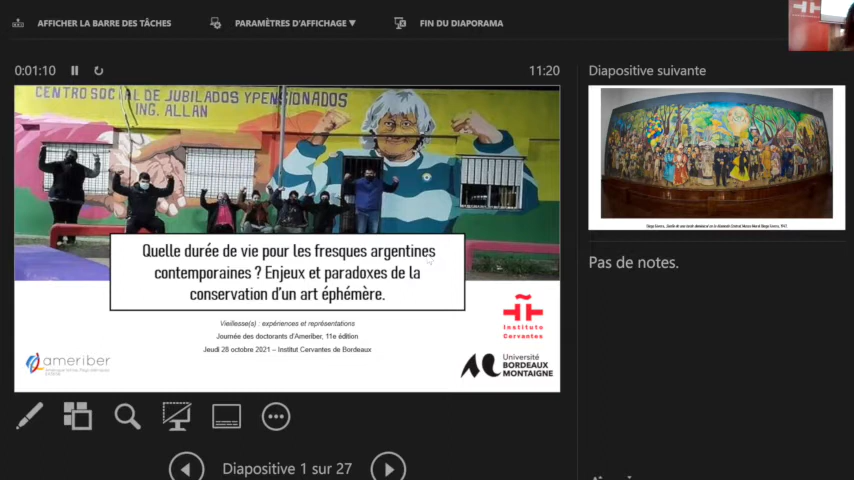 AFFICHER LA BARRE DES TÂCHES
PARAMÈTRES D'AFFICHAGE ▼
FIN DU DIAPORAMA
0:01:10
11:20
Diapositive suivante
CENTRO SOCIAL DE JUBILADOS Y PENSIONADOS
ING. ALLAN
Quelle durée de vie pour les fresques argentines
contemporaines ? Enjeux et paradoxes de la
conservation d'un art éphémère.
Vieillesse(s) : expériences et représentations
Journée des doctorants d'Ameriber, 11e édition
Jeudi 28 octobre 2021 – Institut Cervantes de Bordeaux
ameriber
Instituto
Cervantes
Université
BORDEAUX
MONTAIGNE
Pas de notes.
Diapositive 1 sur 27